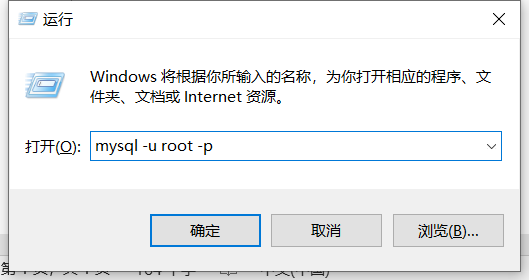 运行
Windows 将根据你所输入的名称，为你打开相应的程序、文
件夹、文档或 Internet 资源。
打开(O): mysql -u root -p
确定 取消 浏览(B)...